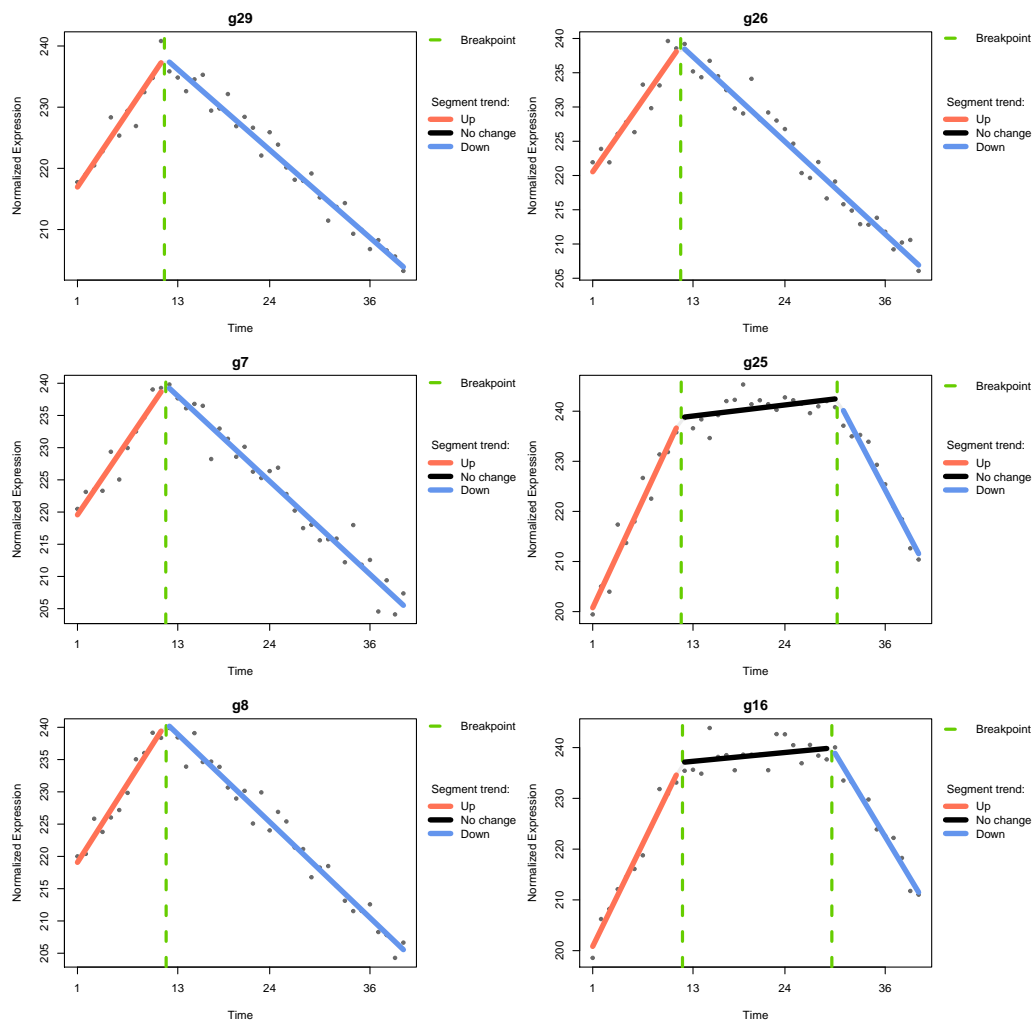 g29
Normalized Expression
240
230
220
210
1
13
24
36
Time
Breakpoint
Segment trend:
Up
No change
Down
g26
Normalized Expression
240
235
230
225
220
215
210
205
1
13
24
36
Time
Breakpoint
Segment trend:
Up
No change
Down
g7
Normalized Expression
240
235
230
225
220
215
210
205
1
13
24
36
Time
Breakpoint
Segment trend:
Up
No change
Down
g25
Normalized Expression
240
230
220
210
200
1
13
24
36
Time
Breakpoint
Segment trend:
Up
No change
Down
g8
Normalized Expression
240
235
230
225
220
215
210
205
1
13
24
36
Time
Breakpoint
Segment trend:
Up
No change
Down
g16
Normalized Expression
240
230
220
210
200
1
13
24
36
Time
Breakpoint
Segment trend:
Up
No change
Down